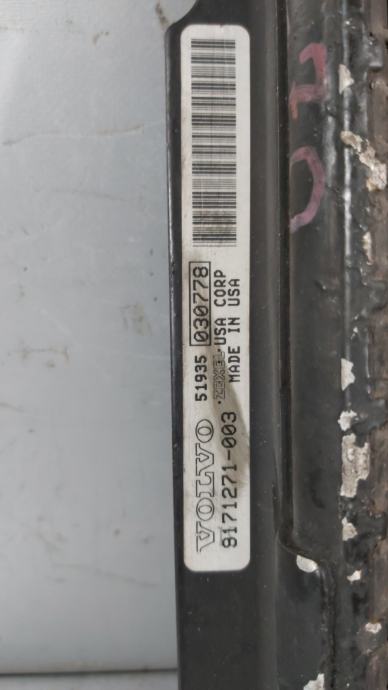 VOLVO 51935 030778
·ZEXEL·USA CORP
9171271-003 MADE IN USA